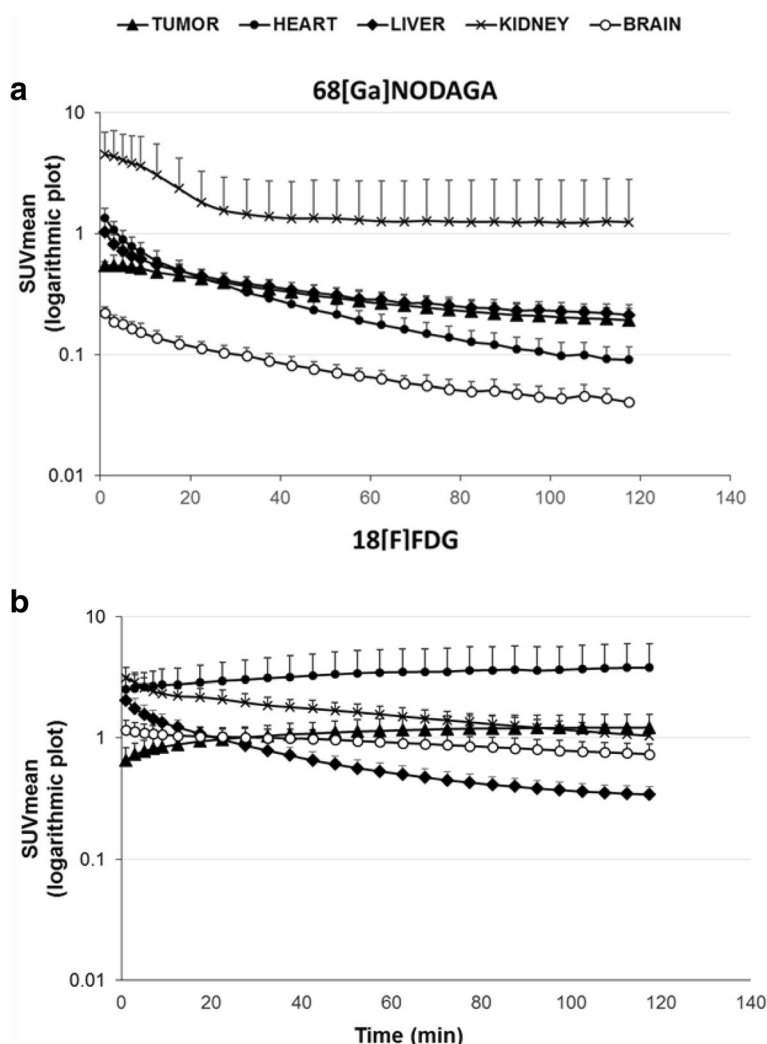 TUMOR HEART LIVER KIDNEY BRAIN
a
68[Ga]NODAGA
SUVmean
(logarithmic plot)
10
1
0.1
0.01
0 20 40 60 80 100 120 140
18[F]FDG
b
SUVmean
(logarithmic plot)
10
1
0.1
0.01
0 20 40 60 80 100 120 140
Time (min)